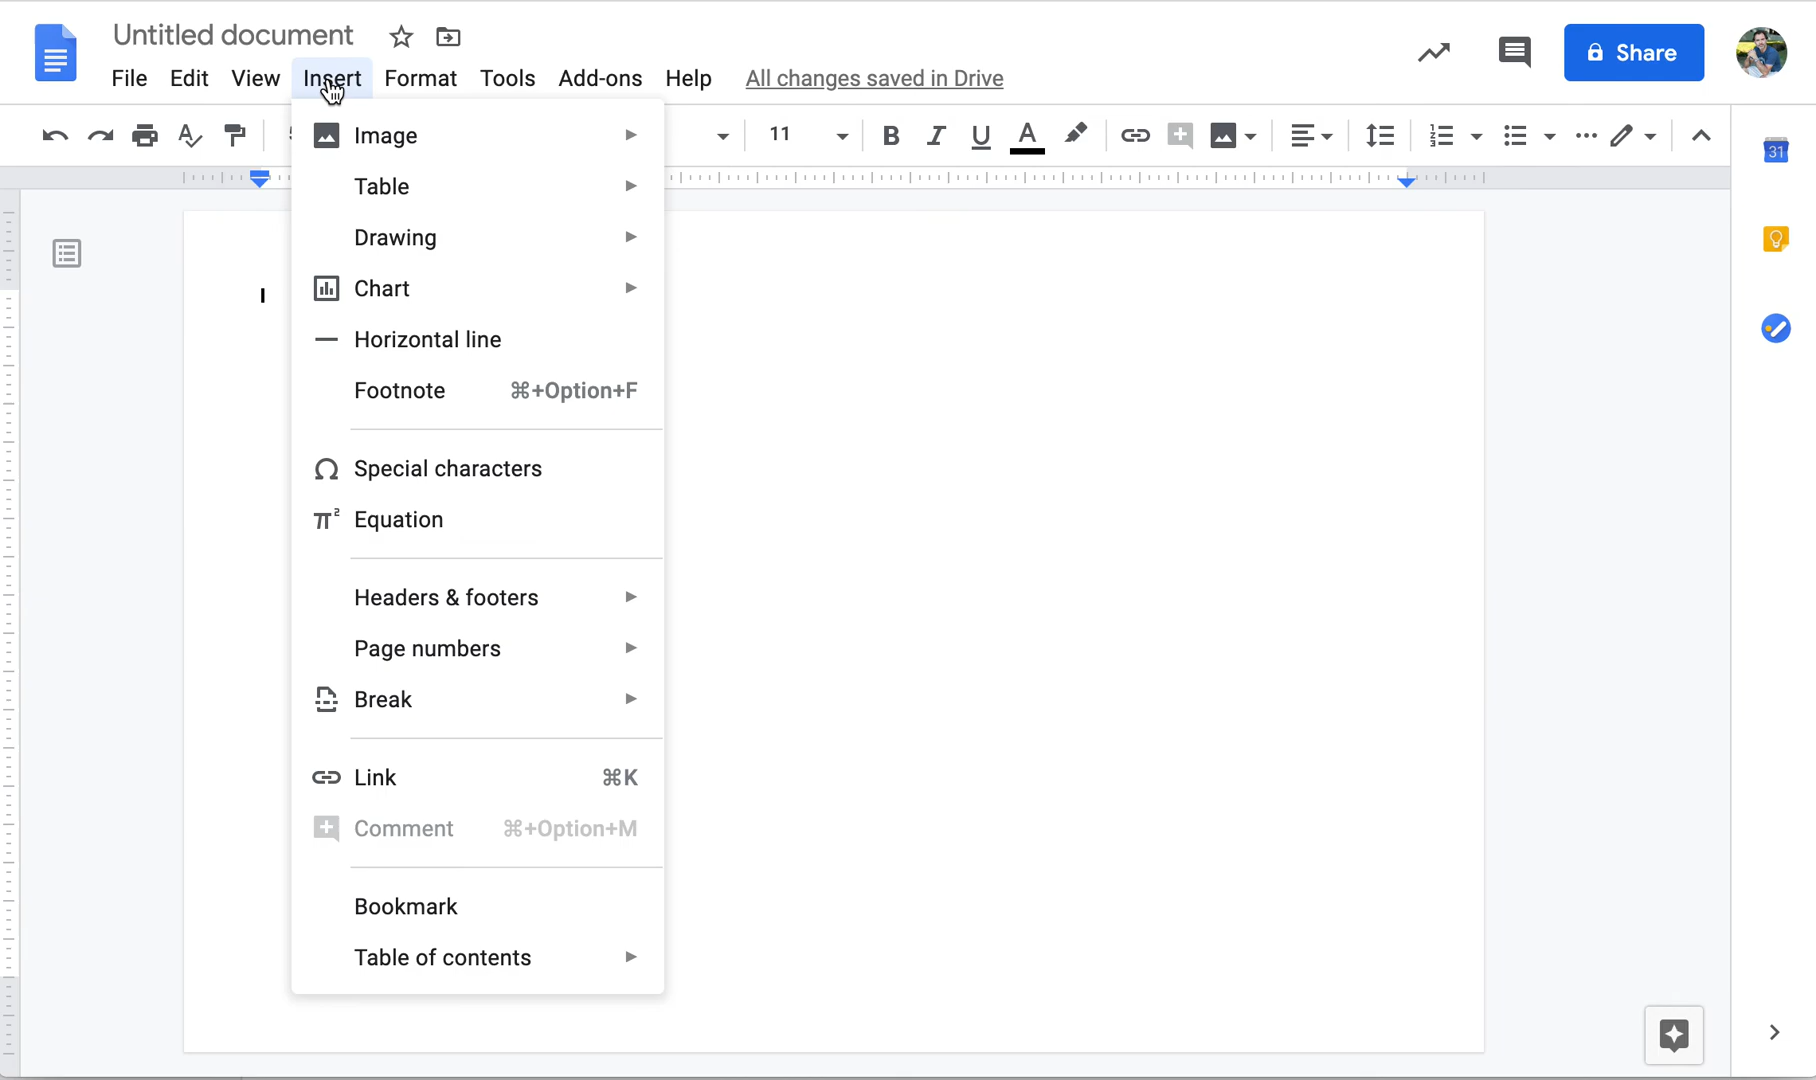 Untitled document
File Edit View Insert Format Tools Add-ons Help All changes saved in Drive
Share
11 B I U A
31
Image
Table
Drawing
Chart
Horizontal line
Footnote ⌘+Option+F
Special characters
Equation
Headers & footers
Page numbers
Break
Link ⌘K
Comment ⌘+Option+M
Bookmark
Table of contents